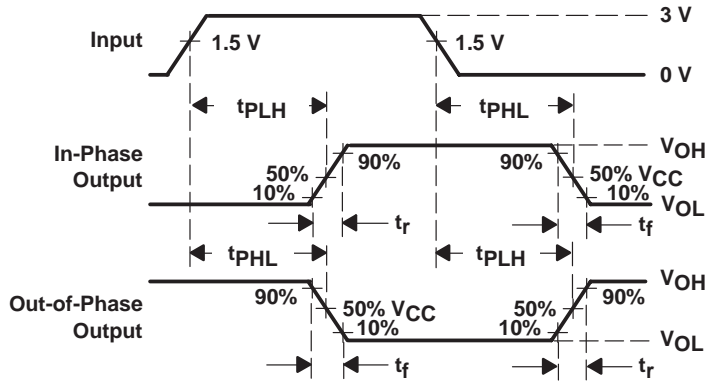 3 V
Input
1.5 V
1.5 V
0 V
tPLH
tPHL
In-Phase
Output
VOH
90%
90%
50%
50% VCC
10%
10%
VOL
tr
tf
tPHL
tPLH
Out-of-Phase
Output
VOH
90%
90%
50% VCC
50%
10%
10%
VOL
tf
tr